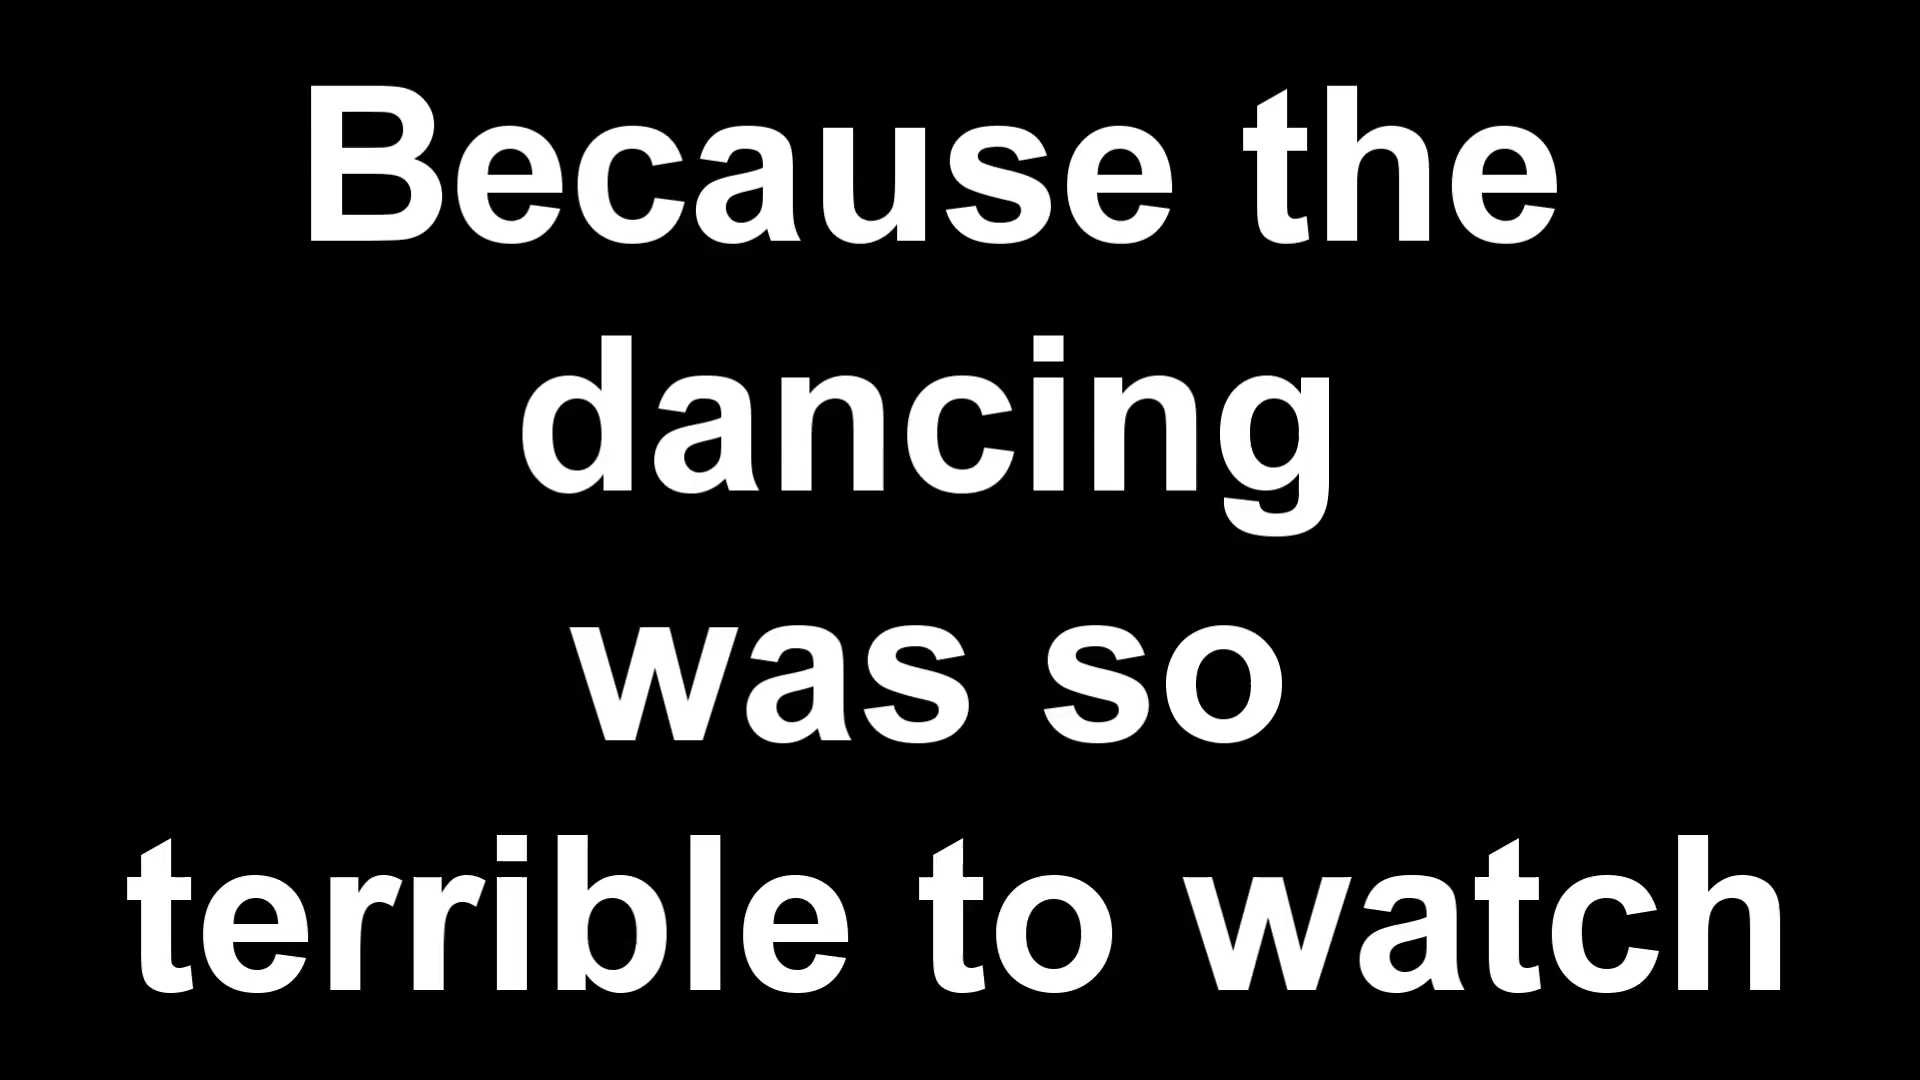 Because the
dancing
was so
terrible to watch